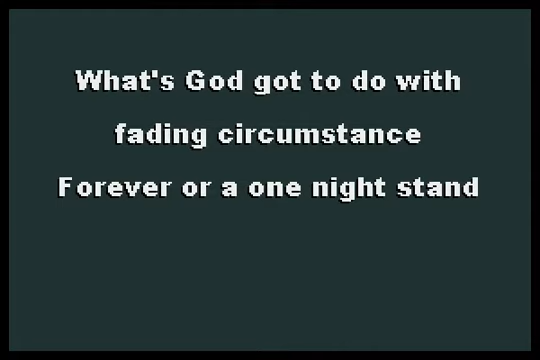 What's God got to do with
fading circumstance
Forever or a one night stand